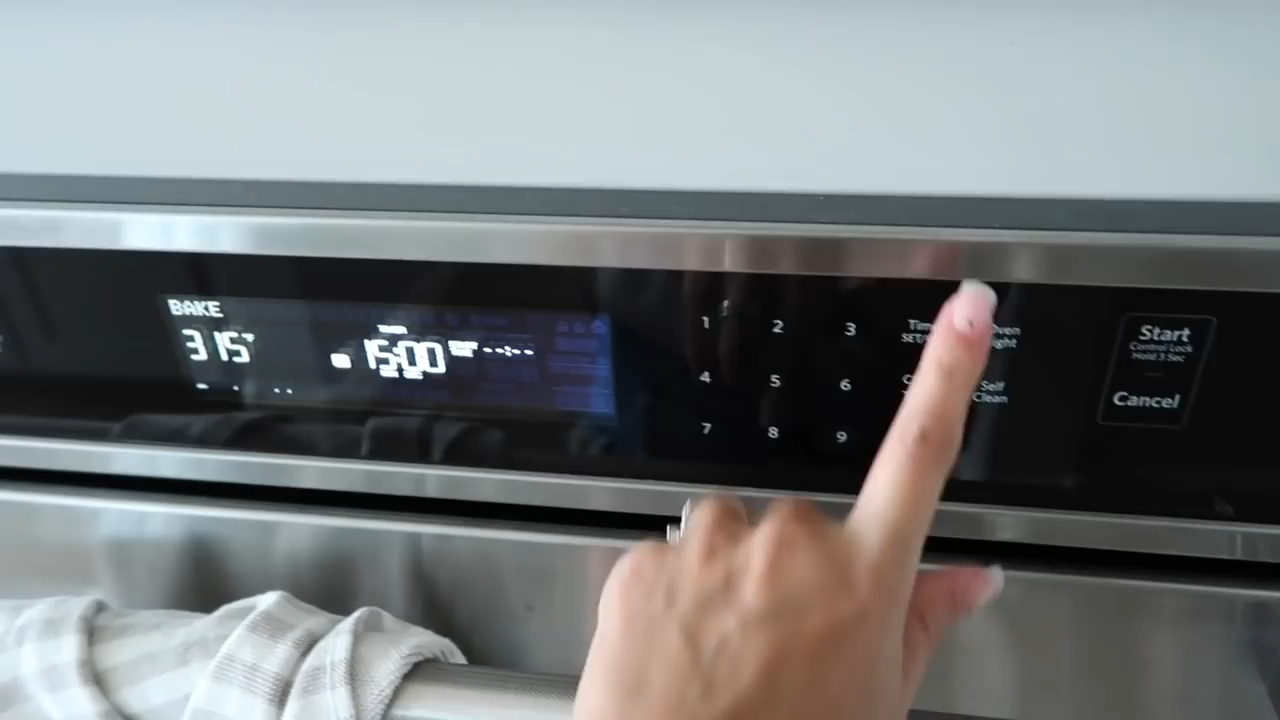 BAKE
315°
15:00
--:--
1 2 3
4 5 6
7 8 9
Self
Clean
Start
Control Lock
Hold 3 Sec
Cancel